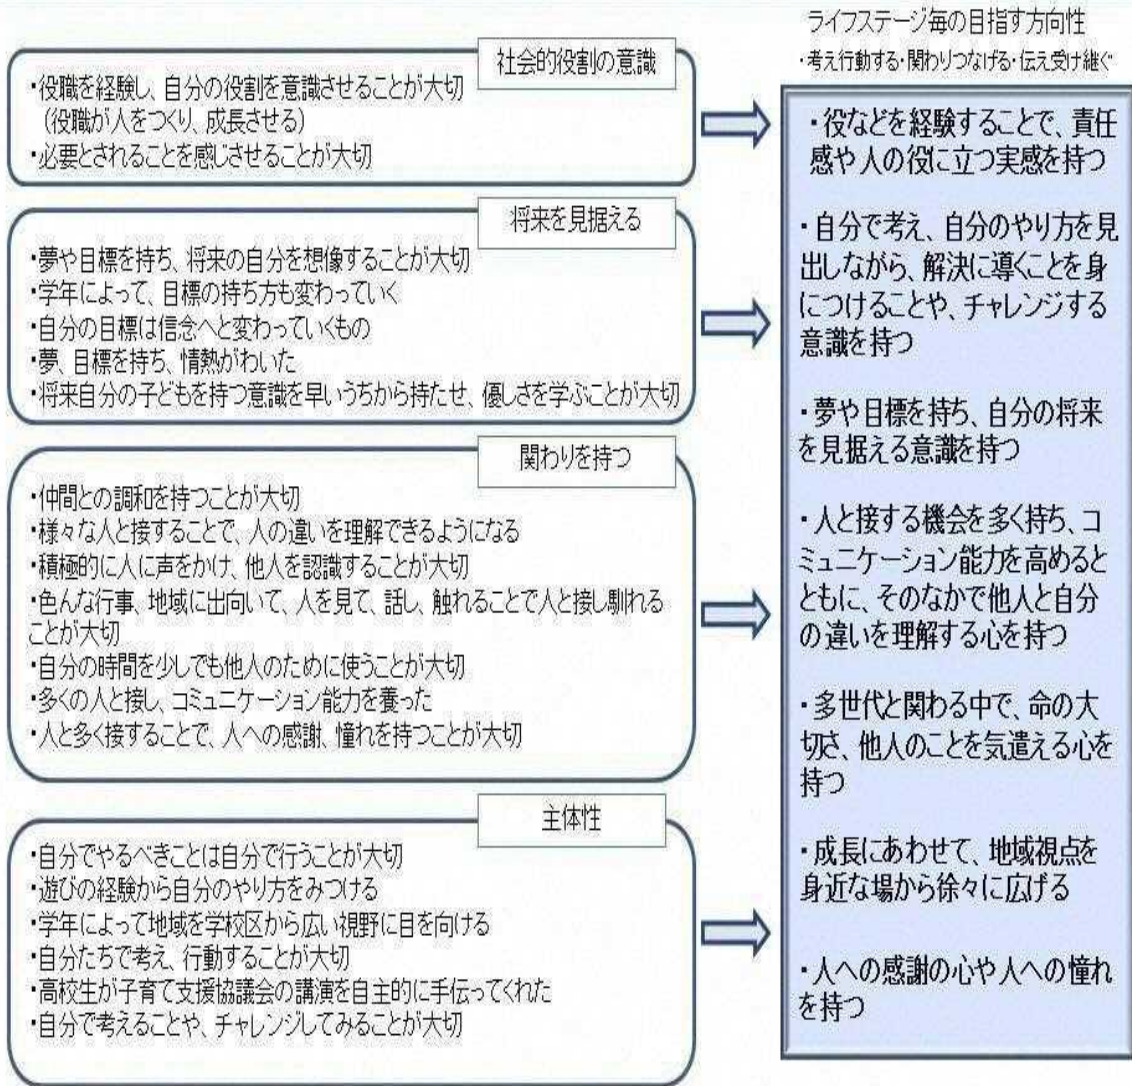 社会的役割の意識
・役職を経験し、自分の役割を意識させることが大切
(役職が人をつくり、成長させる)
・必要とされることを感じさせることが大切
将来を見据える
・夢や目標を持ち、将来の自分を想像することが大切
・学年によって、目標の持ち方も変わっていく
・自分の目標は信念へと変わっていくもの
・夢、目標を持ち、情熱がわいた
・将来自分の子どもを持つ意識を早いうちから持たせ、優しさを学ぶことが大切
関わりを持つ
・仲間との調和を持つことが大切
・様々な人と接することで、人の違いを理解できるようになる
・積極的に人に声をかけ、他人を認識することが大切
・色んな行事、地域に出向いて、人を見て、話し、触れることで人と接し馴れる
ことが大切
・自分の時間を少しでも他人のために使うことが大切
・多くの人と接し、コミュニケーション能力を養った
・人と多く接することで、人への感謝、憧れを持つことが大切
主体性
・自分でやるべきことは自分で行うことが大切
・遊びの経験から自分のやり方をみつける
・学年によって地域を学校区から広い視野に目を向ける
・自分たちで考え、行動することが大切
・高校生が子育て支援協議会の講演を自主的に手伝ってくれた
・自分で考えることや、チャレンジしてみることが大切
ライフステージ毎の目指す方向性
・考え行動する・関わりつなげる・伝え受け継ぐ
・役などを経験することで、責任
感や人の役に立つ実感を持つ
・自分で考え、自分のやり方を見
出しながら、解決に導くことを身
につけることや、チャレンジする
意識を持つ
・夢や目標を持ち、自分の将来
を見据える意識を持つ
・人と接する機会を多く持ち、コ
ミュニケーション能力を高めると
ともに、そのなかで他人と自分
の違いを理解する心を持つ
・多世代と関わる中で、命の大
切さ、他人のことを気遣える心を
持つ
・成長にあわせて、地域視点を
身近な場から徐々に広げる
・人への感謝の心や人への憧れ
を持つ